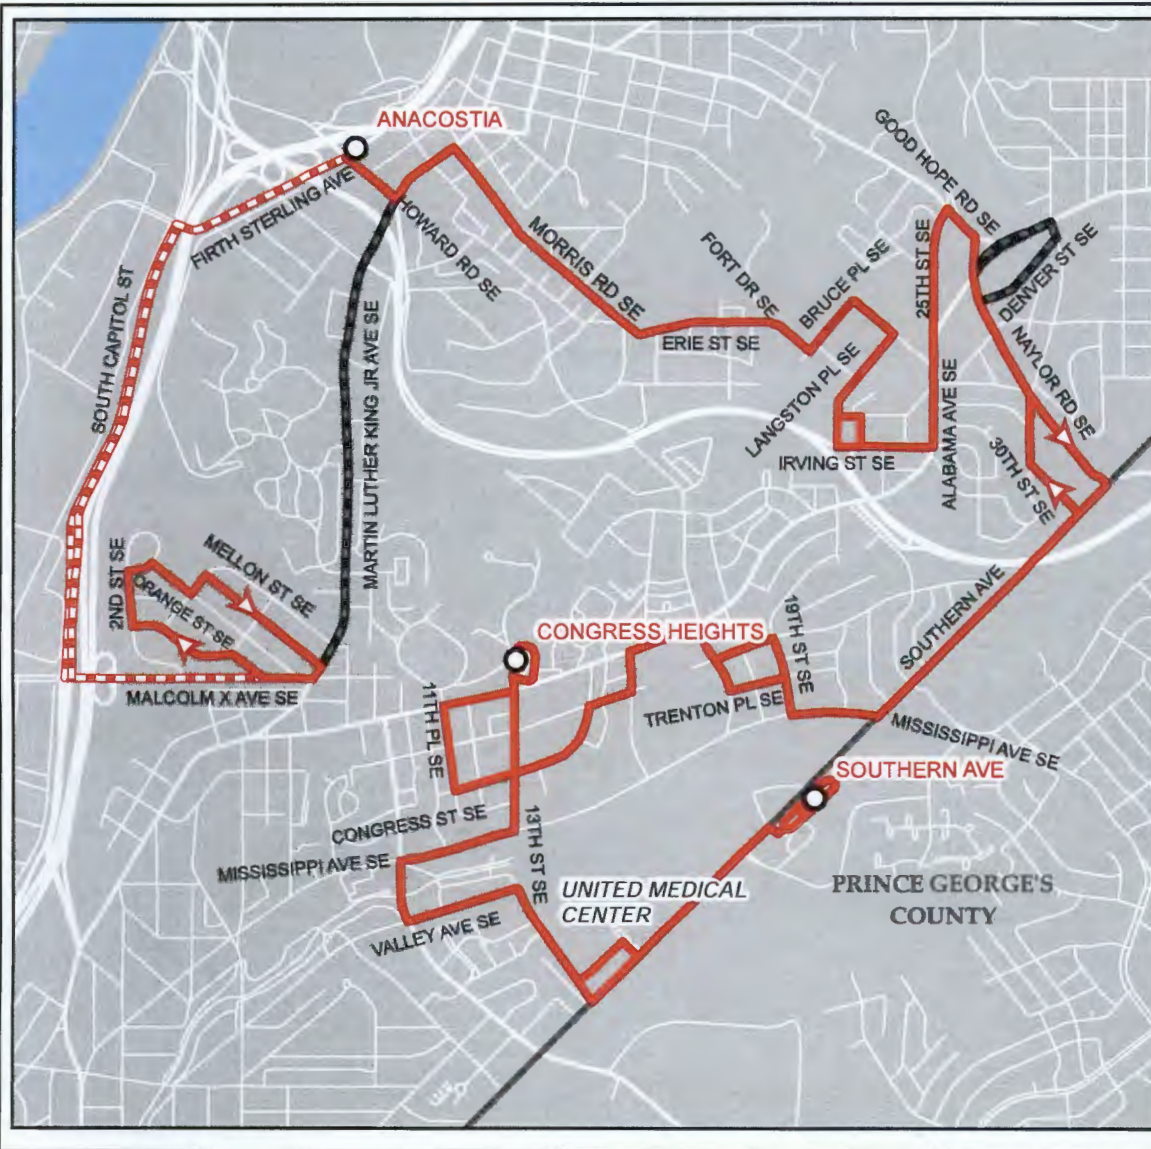 ANACOSTIA
GOOD HOPE RD SE
FIRTH STERLING AVE
HOWARD RD SE
MORRIS RD SE
FORT DR SE
BRUCE PL SE
25TH ST SE
DENVER ST SE
SOUTH CAPITOL ST
MARTIN LUTHER KING JR AVE SE
ERIE ST SE
LANGSTON PL SE
NAYLOR RD SE
IRVING ST SE
ALABAMA AVE SE
30TH ST SE
2ND ST SE
MELLON ST SE
ORANGE ST SE
MALCOLM X AVE SE
CONGRESS HEIGHTS
19TH ST SE
SOUTHERN AVE
11TH PL SE
TRENTON PL SE
MISSISSIPPI AVE SE
SOUTHERN AVE
CONGRESS ST SE
13TH ST SE
MISSISSIPPI AVE SE
UNITED MEDICAL
CENTER
PRINCE GEORGE'S
COUNTY
VALLEY AVE SE